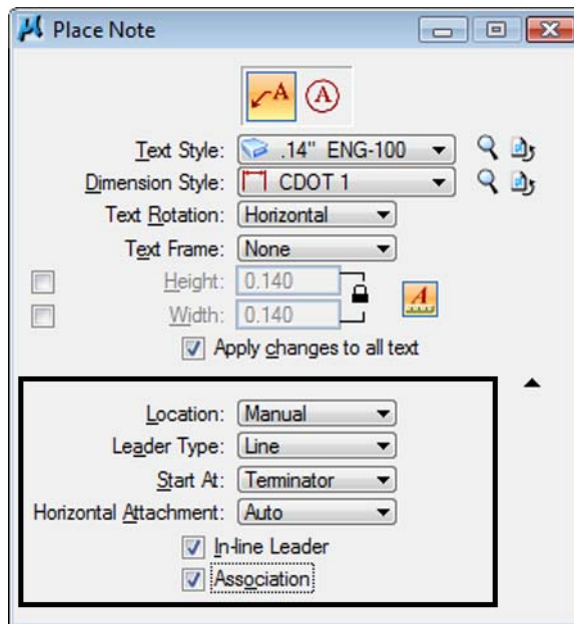 Place Note
A A
Text Style: .14" ENG-100
Dimension Style: CDOT 1
Text Rotation: Horizontal
Text Frame: None
Height: 0.140
Width: 0.140
A
Apply changes to all text
Location: Manual
Leader Type: Line
Start At: Terminator
Horizontal Attachment: Auto
In-line Leader
Association